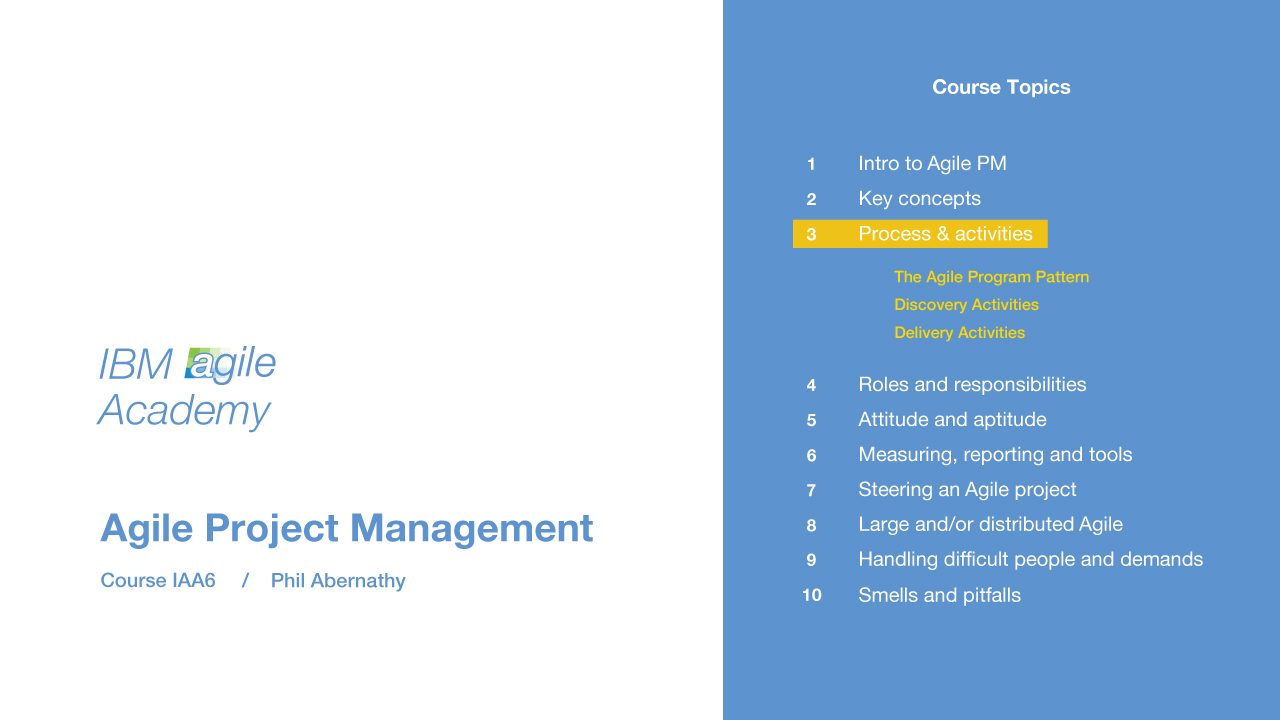 IBM agile
Academy
Agile Project Management
Course IAA6 / Phil Abernathy
Course Topics
1 Intro to Agile PM
2 Key concepts
3 Process & activities
The Agile Program Pattern
Discovery Activities
Delivery Activities
4 Roles and responsibilities
5 Attitude and aptitude
6 Measuring, reporting and tools
7 Steering an Agile project
8 Large and/or distributed Agile
9 Handling difficult people and demands
10 Smells and pitfalls